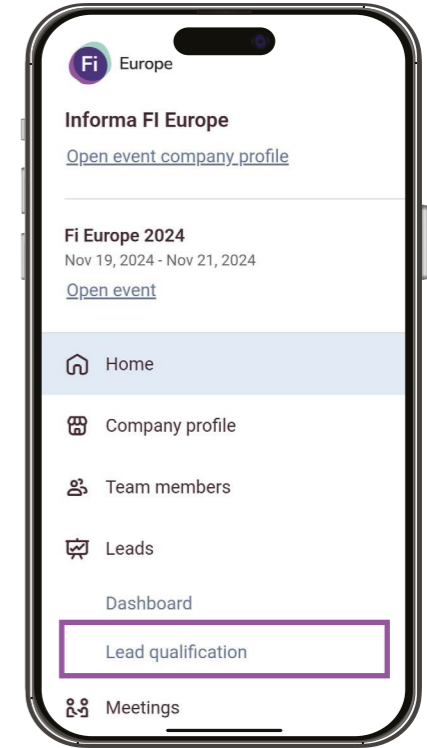 Fi Europe
Informa FI Europe
Open event company profile
Fi Europe 2024
Nov 19, 2024 - Nov 21, 2024
Open event
Home
Company profile
Team members
Leads
Dashboard
Lead qualification
Meetings